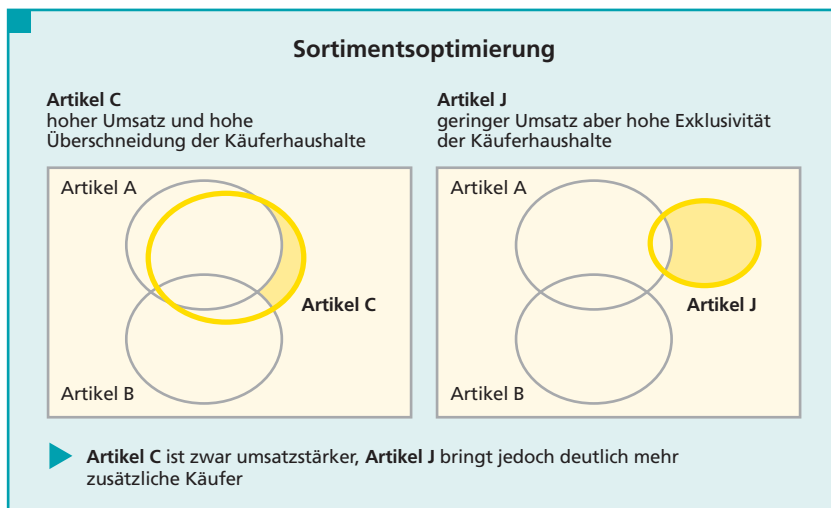 Sortimentsoptimierung
Artikel C
hoher Umsatz und hohe
Überschneidung der Käuferhaushalte
Artikel J
geringer Umsatz aber hohe Exklusivität
der Käuferhaushalte
Artikel A
Artikel C
Artikel B
Artikel A
Artikel J
Artikel B
Artikel C ist zwar umsatzstärker, Artikel J bringt jedoch deutlich mehr
zusätzliche Käufer